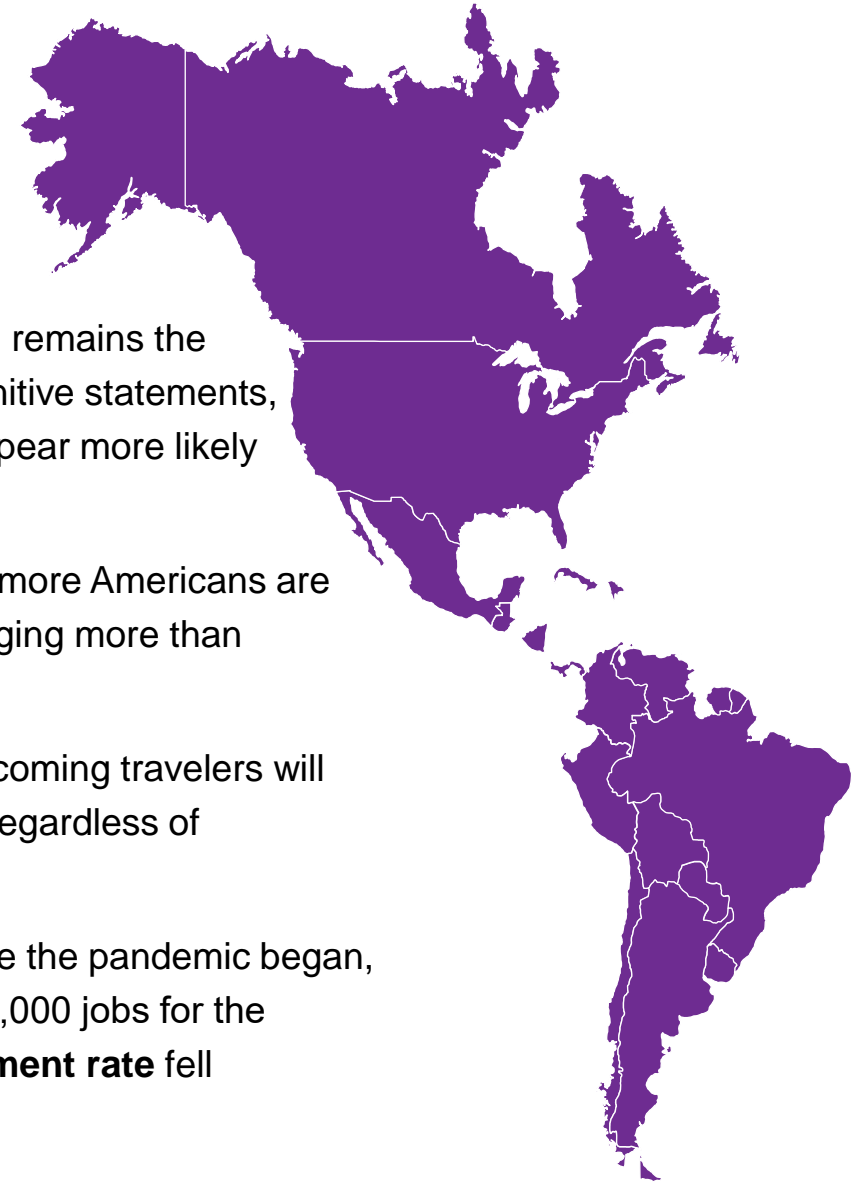 remains the
nitive statements,
pear more likely
more Americans are
ging more than
coming travelers will
egardless of
e the pandemic began,
,000 jobs for the
ment rate fell